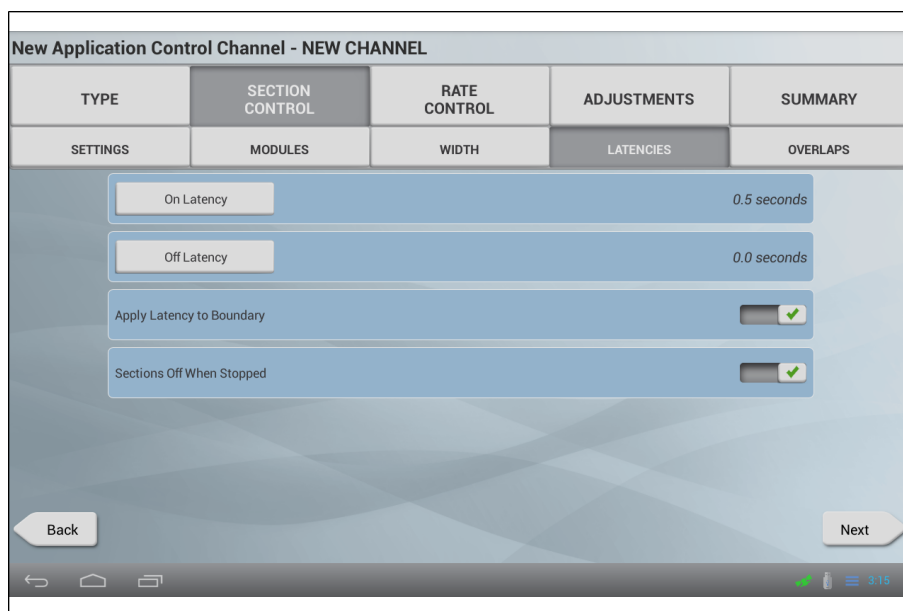 New Application Control Channel - NEW CHANNEL
TYPE
SECTION
CONTROL
RATE
CONTROL
ADJUSTMENTS
SUMMARY
SETTINGS
MODULES
WIDTH
LATENCIES
OVERLAPS
On Latency
0.5 seconds
Off Latency
0.0 seconds
Apply Latency to Boundary
Sections Off When Stopped
Back
Next
3:15